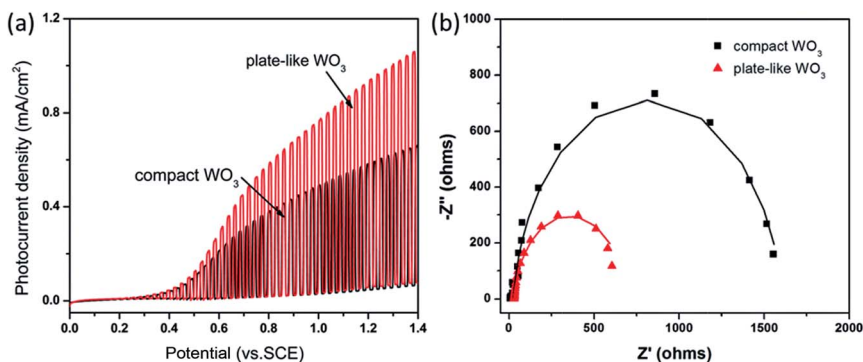 (a)
1.2
0.8
0.4
0.0
Photocurrent density (mA/cm²)
plate-like WO₃
compact WO₃
0.0 0.2 0.4 0.6 0.8 1.0 1.2 1.4
Potential (vs.SCE)
(b)
1000
800
600
400
200
0
-Z'' (ohms)
compact WO₃
plate-like WO₃
0 500 1000 1500 2000
Z' (ohms)